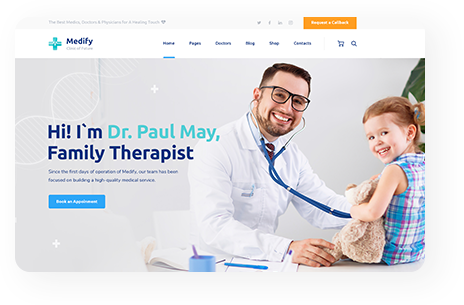 The Best Medics, Doctors & Physicians for A Healing Touch
Request a Callback
Medify
Clinic of Future
Home Pages Doctors Blog Shop Contacts
Hi! I`m Dr. Paul May,
Family Therapist
Since the first days of operation of Medify, our team has been
focused on building a high-quality medical service.
Book an Appoinment